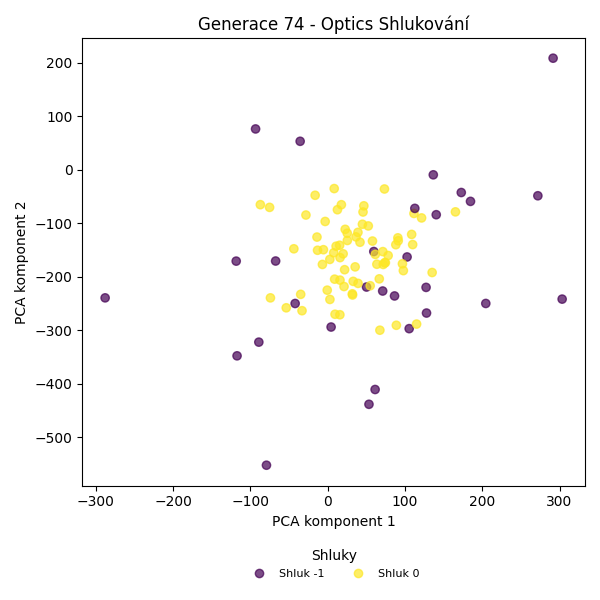 Generace 74 - Optics Shlukování
PCA komponent 2
200
100
0
−100
−200
−300
−400
−500
−300
−200
−100
0
100
200
300
PCA komponent 1
Shluky
Shluk -1
Shluk 0